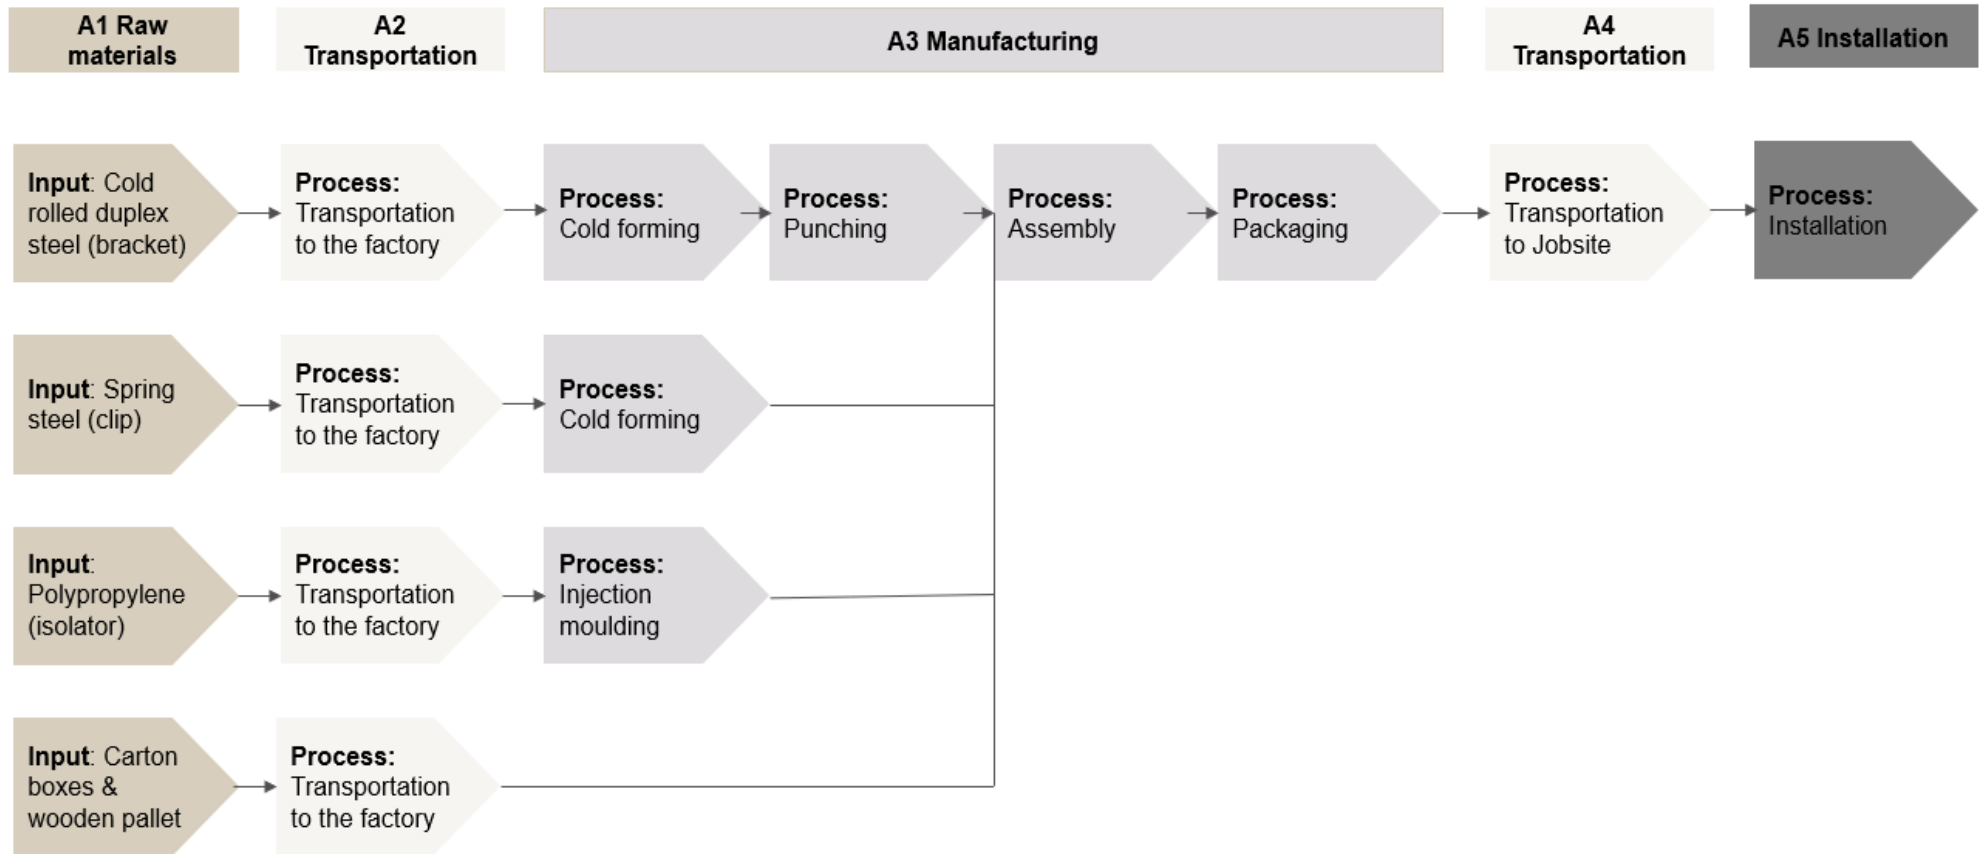 A1 Raw
materials
A2
Transportation
A3 Manufacturing
A4
Transportation
A5 Installation
Input: Cold
rolled duplex
steel (bracket)
Process:
Transportation
to the factory
Process:
Cold forming
Process:
Punching
Process:
Assembly
Process:
Packaging
Process:
Transportation
to Jobsite
Process:
Installation
Input: Spring
steel (clip)
Process:
Transportation
to the factory
Process:
Cold forming
Input:
Polypropylene
(isolator)
Process:
Transportation
to the factory
Process:
Injection
moulding
Input: Carton
boxes &
wooden pallet
Process:
Transportation
to the factory